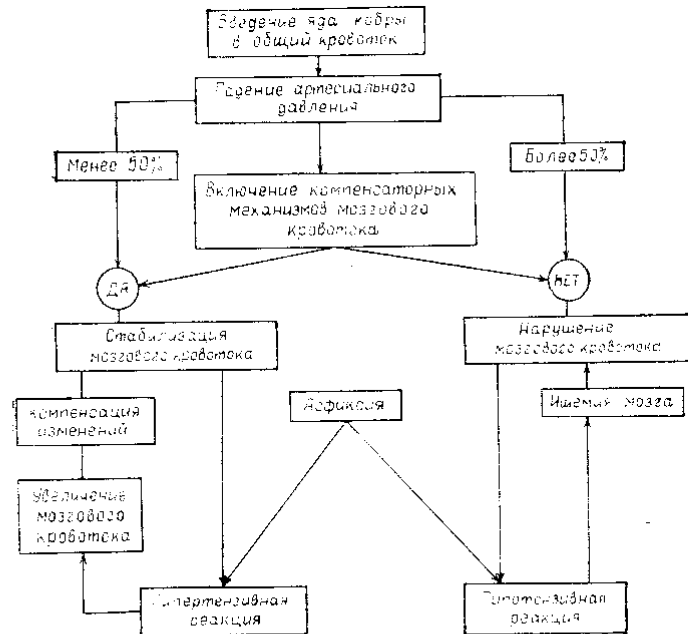 Введение яда кобры
в общий кровоток
Падение артериального
давления
Менее 50%
Более 50%
Включение компенсаторных
механизмов мозгового
кровотока
ДА
НЕТ
Стабилизация
мозгового кровотока
Нарушение
мозгового кровотока
Компенсация
изменений
Асфиксия
Ишемия мозга
Увеличение
мозгового
кровотока
Гипертензивная
реакция
Гипотензивная
реакция